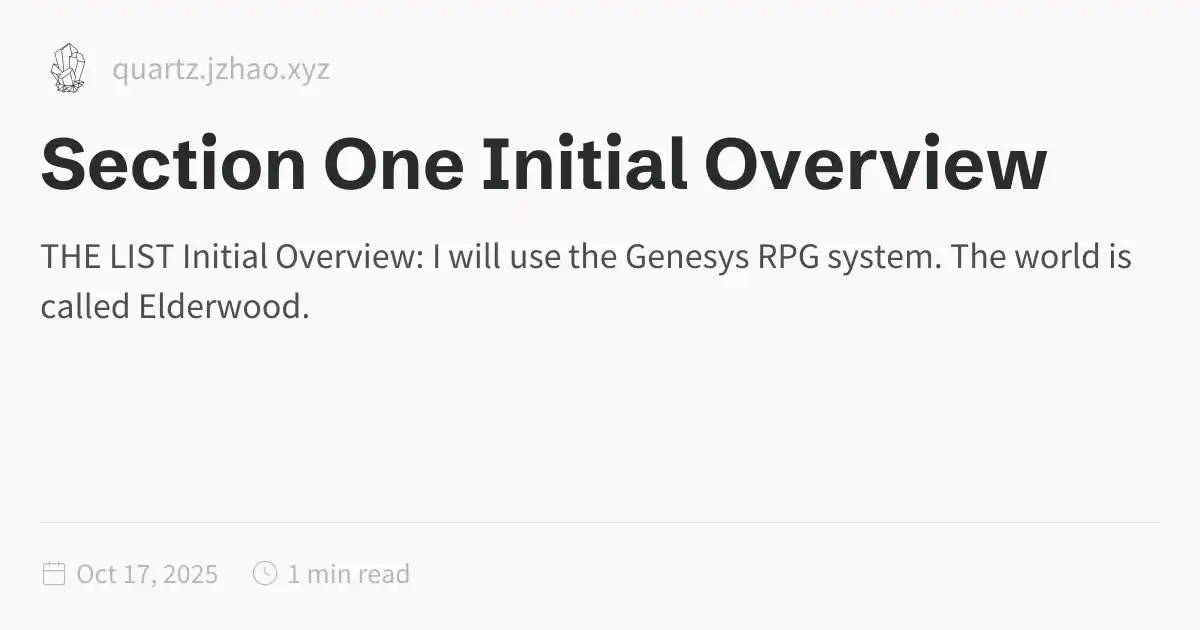 quartz.jzhao.xyz
Section One Initial Overview
THE LIST Initial Overview: I will use the Genesys RPG system. The world is
called Elderwood.
Oct 17, 2025
1 min read